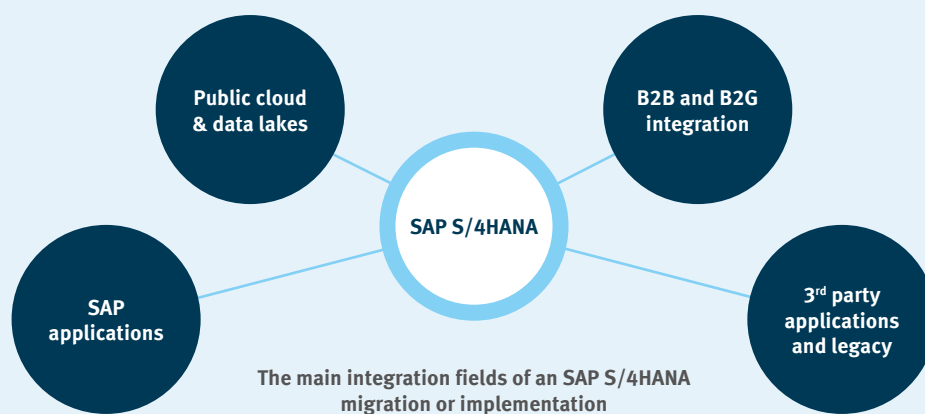 Public cloud
& data lakes
B2B and B2G
integration
SAP S/4HANA
SAP
applications
3rd party
applications
and legacy
The main integration fields of an SAP S/4HANA
migration or implementation